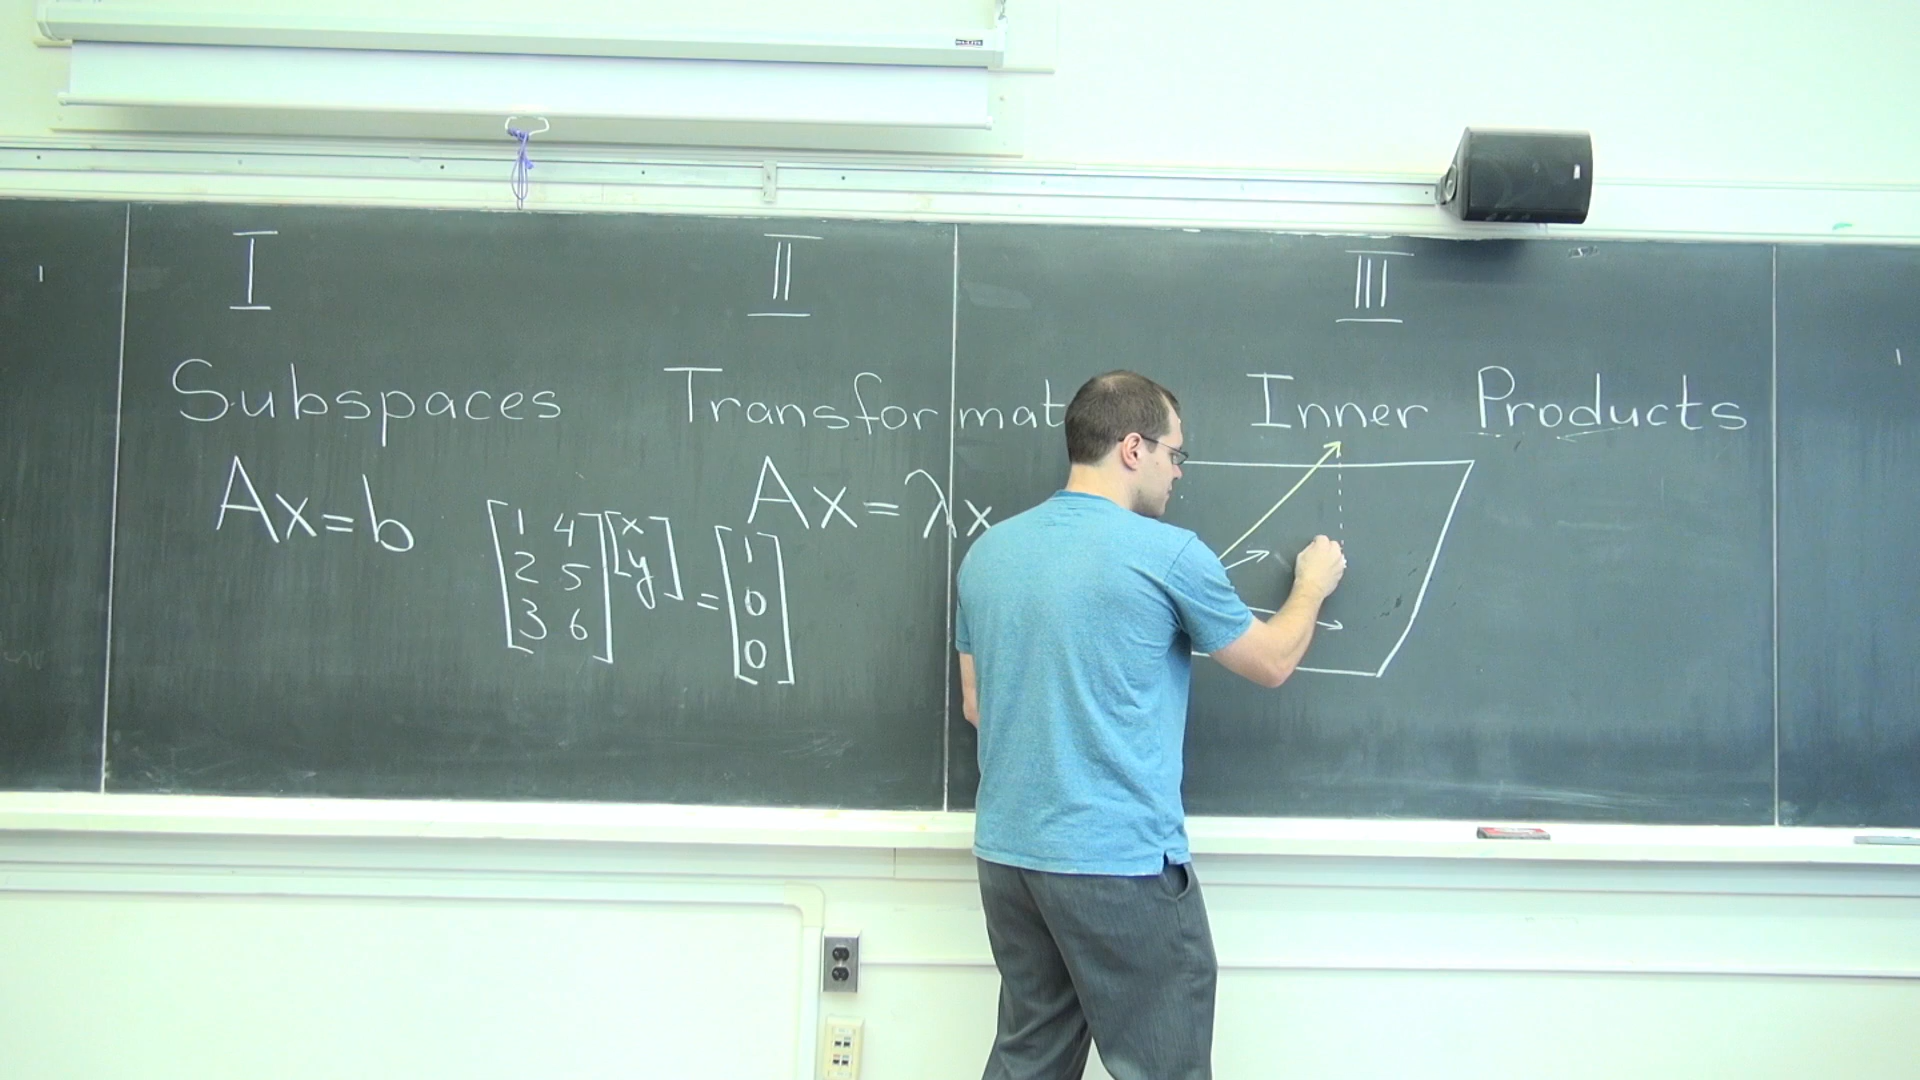 I
II
III
Subspaces
Transformat
Inner Products
Ax=b
Ax=λx
[1 4
2 5
3 6] [x
y] = [1
0
0]